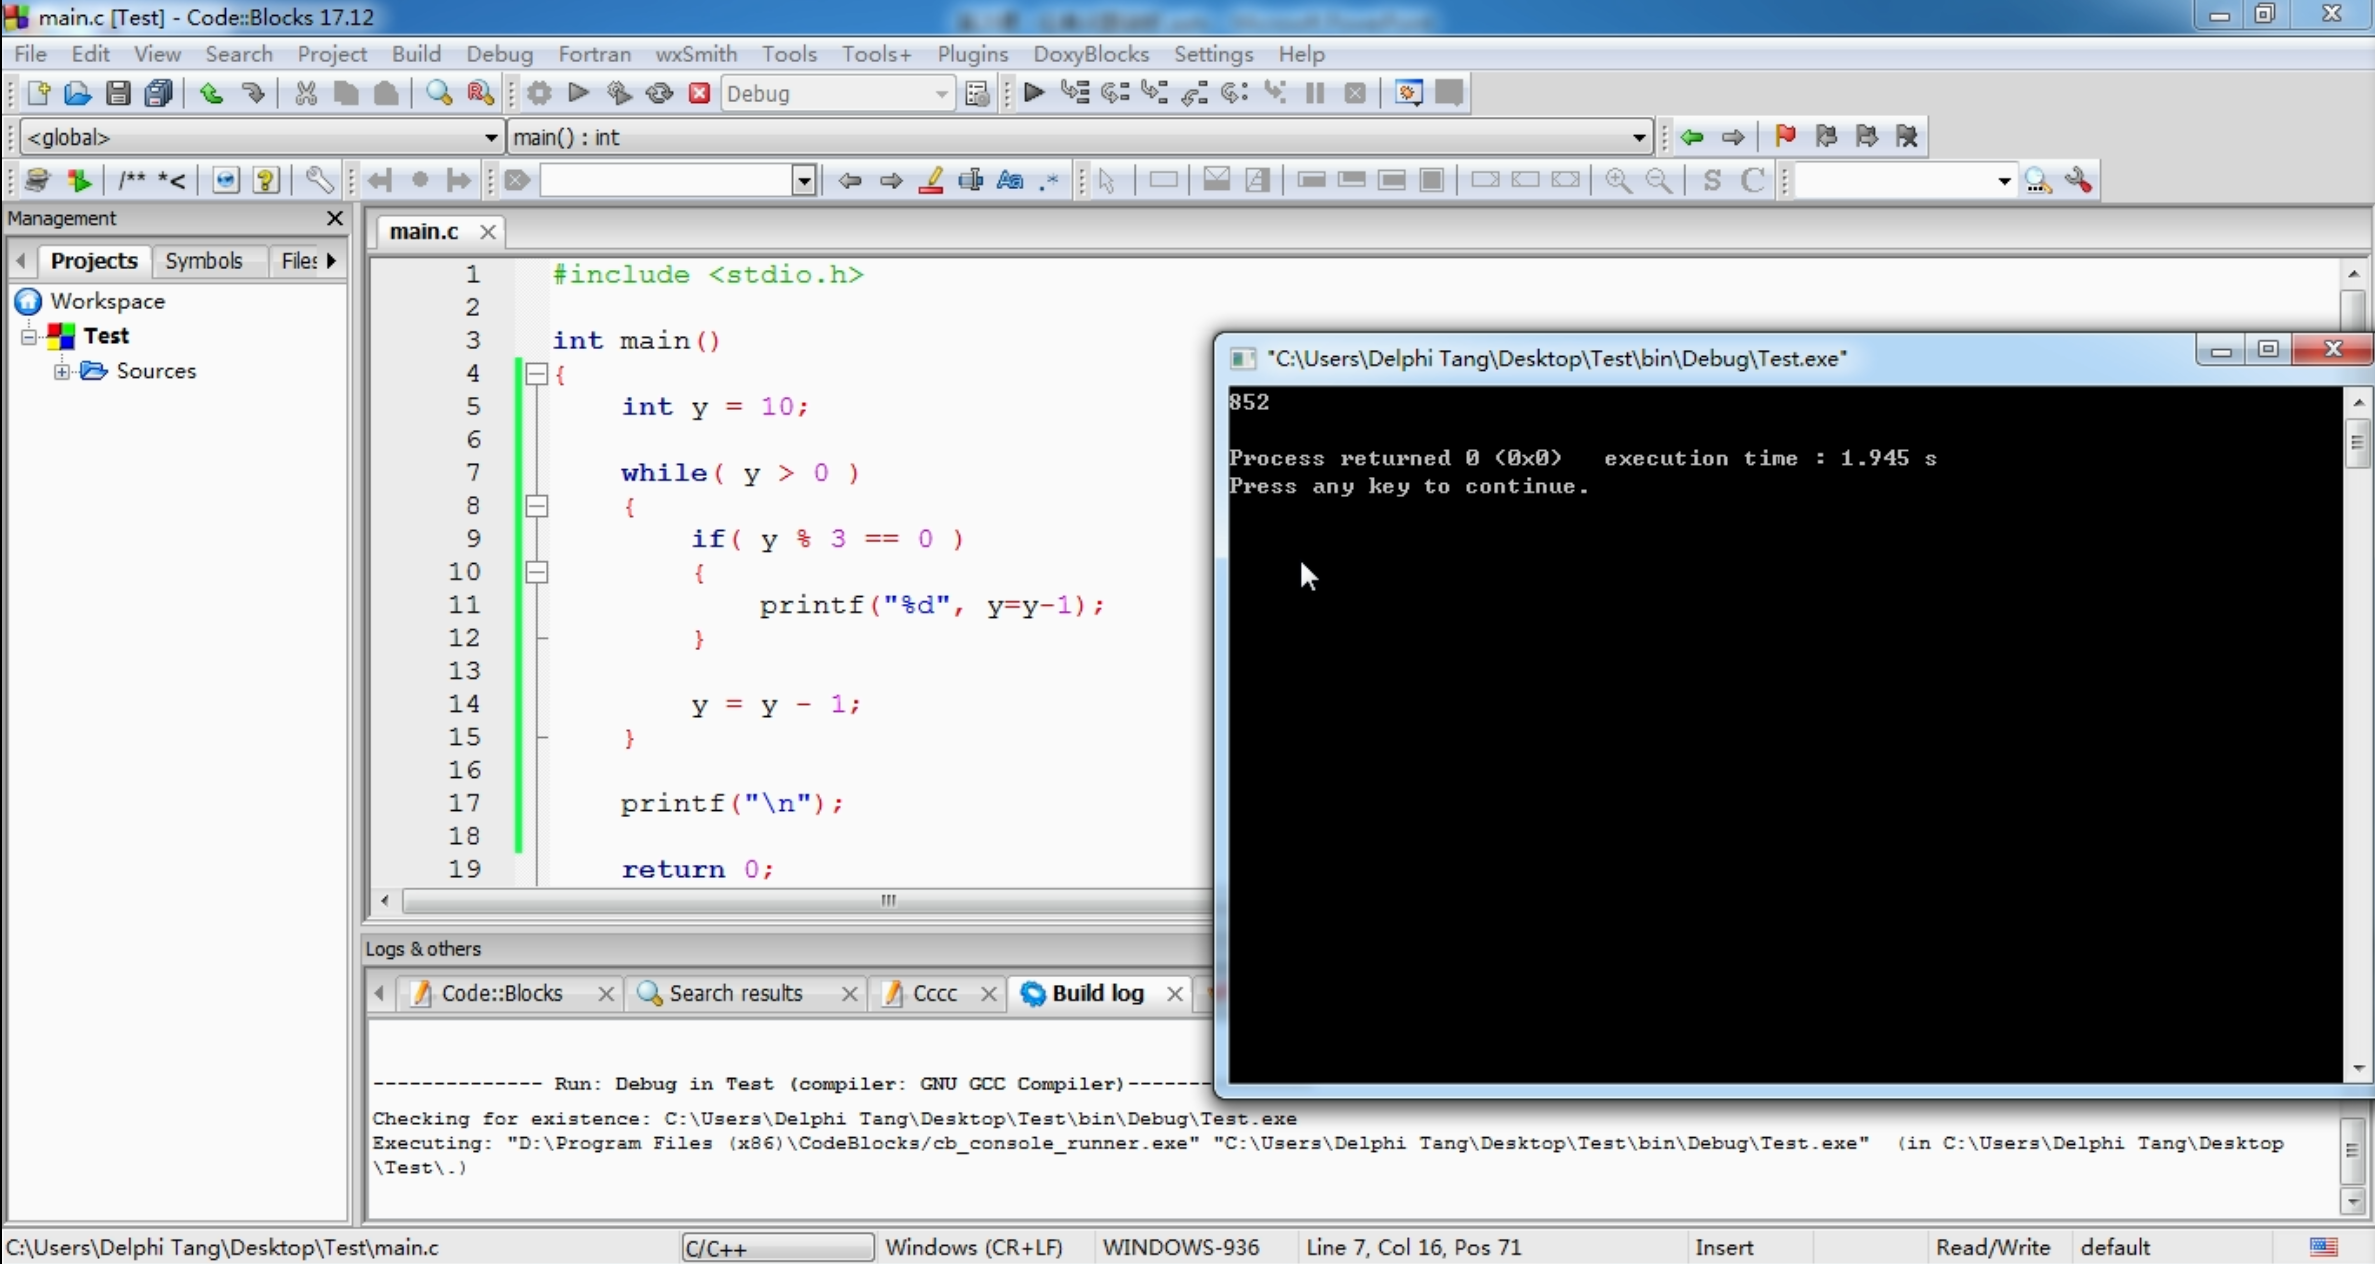 main.c [Test] - Code::Blocks 17.12
File Edit View Search Project Build Debug Fortran wxSmith Tools Tools+ Plugins DoxyBlocks Settings Help
Debug
<global> main() : int
/** *< Aa .* S C
Management
Projects Symbols Files
Workspace
Test
Sources
main.c
1 #include <stdio.h>
2
3 int main()
4 {
5 int y = 10;
6
7 while( y > 0 )
8 {
9 if( y % 3 == 0 )
10 {
11 printf("%d", y=y-1);
12 }
13
14 y = y - 1;
15 }
16
17 printf("\n");
18
19 return 0;
"C:\Users\Delphi Tang\Desktop\Test\bin\Debug\Test.exe"
852
Process returned 0 (0x0) execution time : 1.945 s
Press any key to continue.
Logs & others
Code::Blocks Search results Cccc Build log
-------------- Run: Debug in Test (compiler: GNU GCC Compiler)-------
Checking for existence: C:\Users\Delphi Tang\Desktop\Test\bin\Debug\Test.exe
Executing: "D:\Program Files (x86)\CodeBlocks/cb_console_runner.exe" "C:\Users\Delphi Tang\Desktop\Test\bin\Debug\Test.exe" (in C:\Users\Delphi Tang\Desktop
\Test\.)
C:\Users\Delphi Tang\Desktop\Test\main.c C/C++ Windows (CR+LF) WINDOWS-936 Line 7, Col 16, Pos 71 Insert Read/Write default